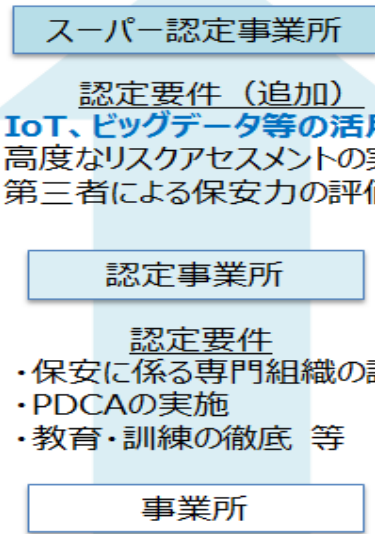 スーパー認定事業所
認定要件（追加）
IoT、ビッグデータ等の活
高度なリスクアセスメントの
第三者による保安力の評
認定事業所
認定要件
・保安に係る専門組織の
・PDCAの実施
・教育・訓練の徹底 等
事業所